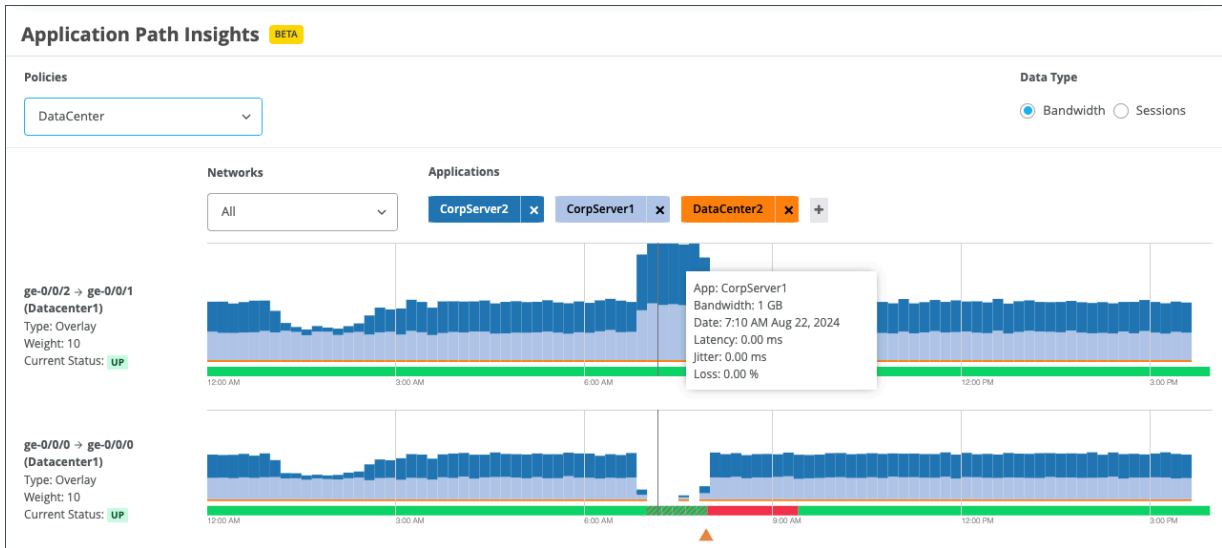 Application Path Insights BETA
Policies
Data Type
DataCenter
Bandwidth
Sessions
Networks
Applications
All
CorpServer2 ×
CorpServer1 ×
DataCenter2 ×
+
ge-0/0/2 → ge-0/0/1
(Datacenter1)
Type: Overlay
Weight: 10
Current Status: UP
App: CorpServer1
Bandwidth: 1 GB
Date: 7:10 AM Aug 22, 2024
Latency: 0.00 ms
Jitter: 0.00 ms
Loss: 0.00 %
12:00 AM
3:00 AM
6:00 AM
12:00 PM
3:00 PM
ge-0/0/0 → ge-0/0/0
(Datacenter1)
Type: Overlay
Weight: 10
Current Status: UP
12:00 AM
3:00 AM
6:00 AM
9:00 AM
12:00 PM
3:00 PM